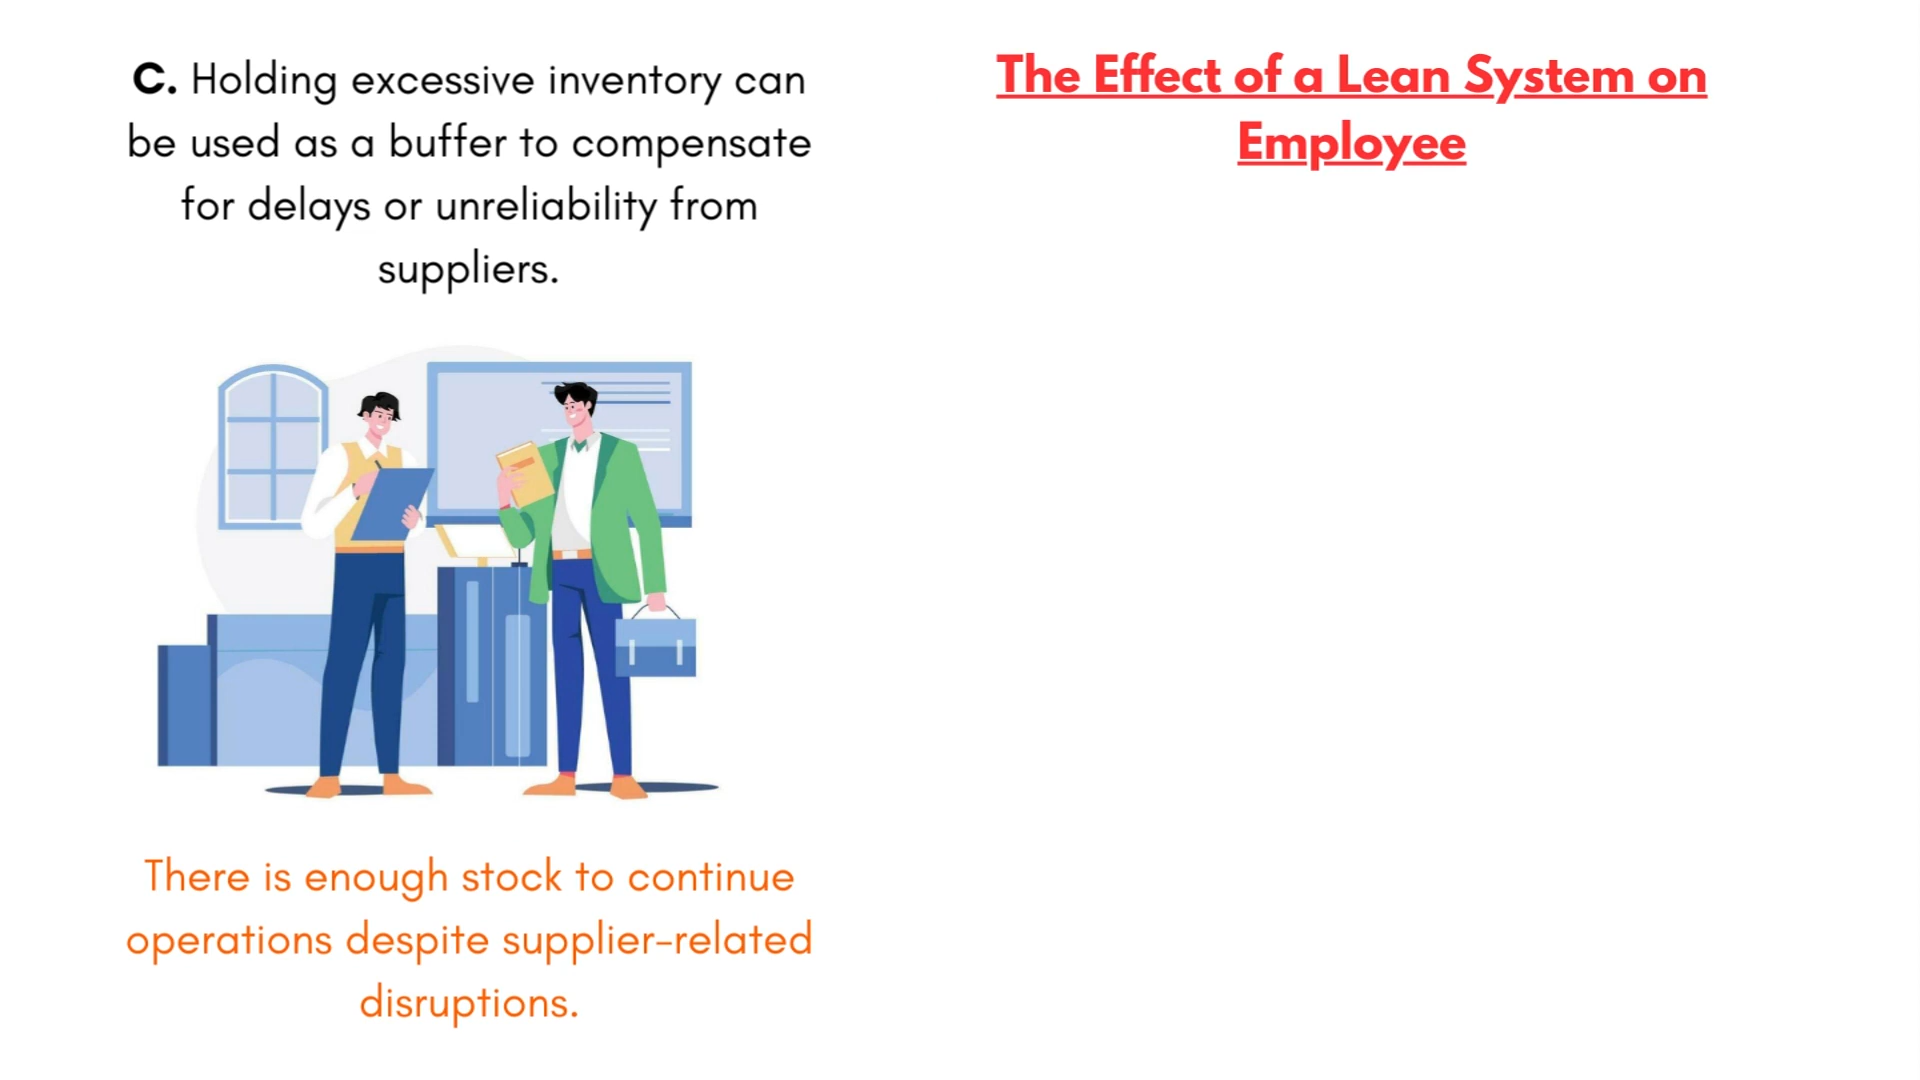 C. Holding excessive inventory can
be used as a buffer to compensate
for delays or unreliability from
suppliers.
There is enough stock to continue
operations despite supplier-related
disruptions.
The Effect of a Lean System on
Employee